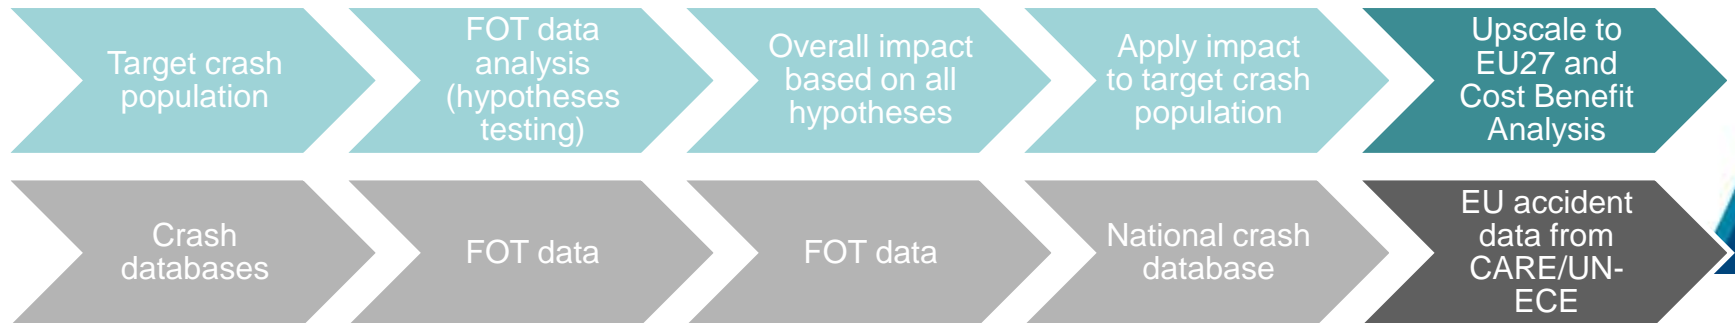 Target crash
population
FOT data
analysis
(hypotheses
testing)
Overall impact
based on all
hypotheses
Apply impact
to target crash
population
Upscale to
EU27 and
Cost Benefit
Analysis
Crash
databases
FOT data
FOT data
National crash
database
EU accident
data from
CARE/UN-
ECE